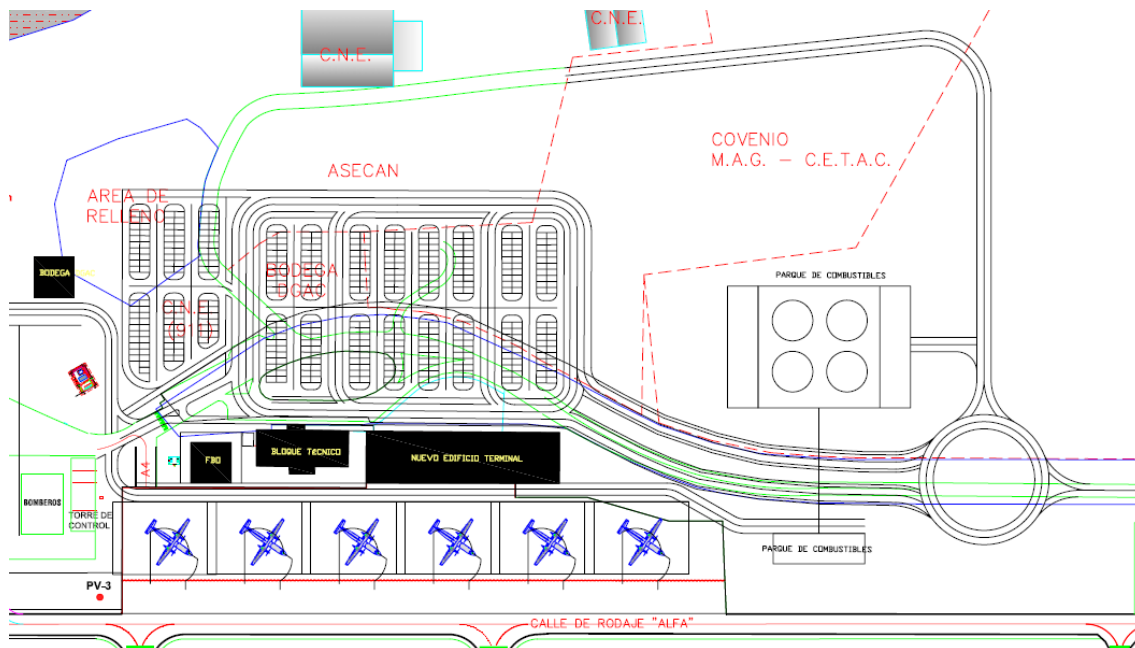 C.N.E.
C.N.E.
COVENIO
M.A.G. - C.E.T.A.C.
ASECAN
AREA DE
RELLENO
BODEGA DGAC
BODEGA
DGAC
PARQUE DE COMBUSTIBLES
C.N.E.
(911)
BLOQUE TECNICO
NUEVO EDIFICIO TERMINAL
FBO
A4
BOMBEROS
TORRE DE
CONTROL
PARQUE DE COMBUSTIBLES
PV-3
CALLE DE RODAJE "ALFA"